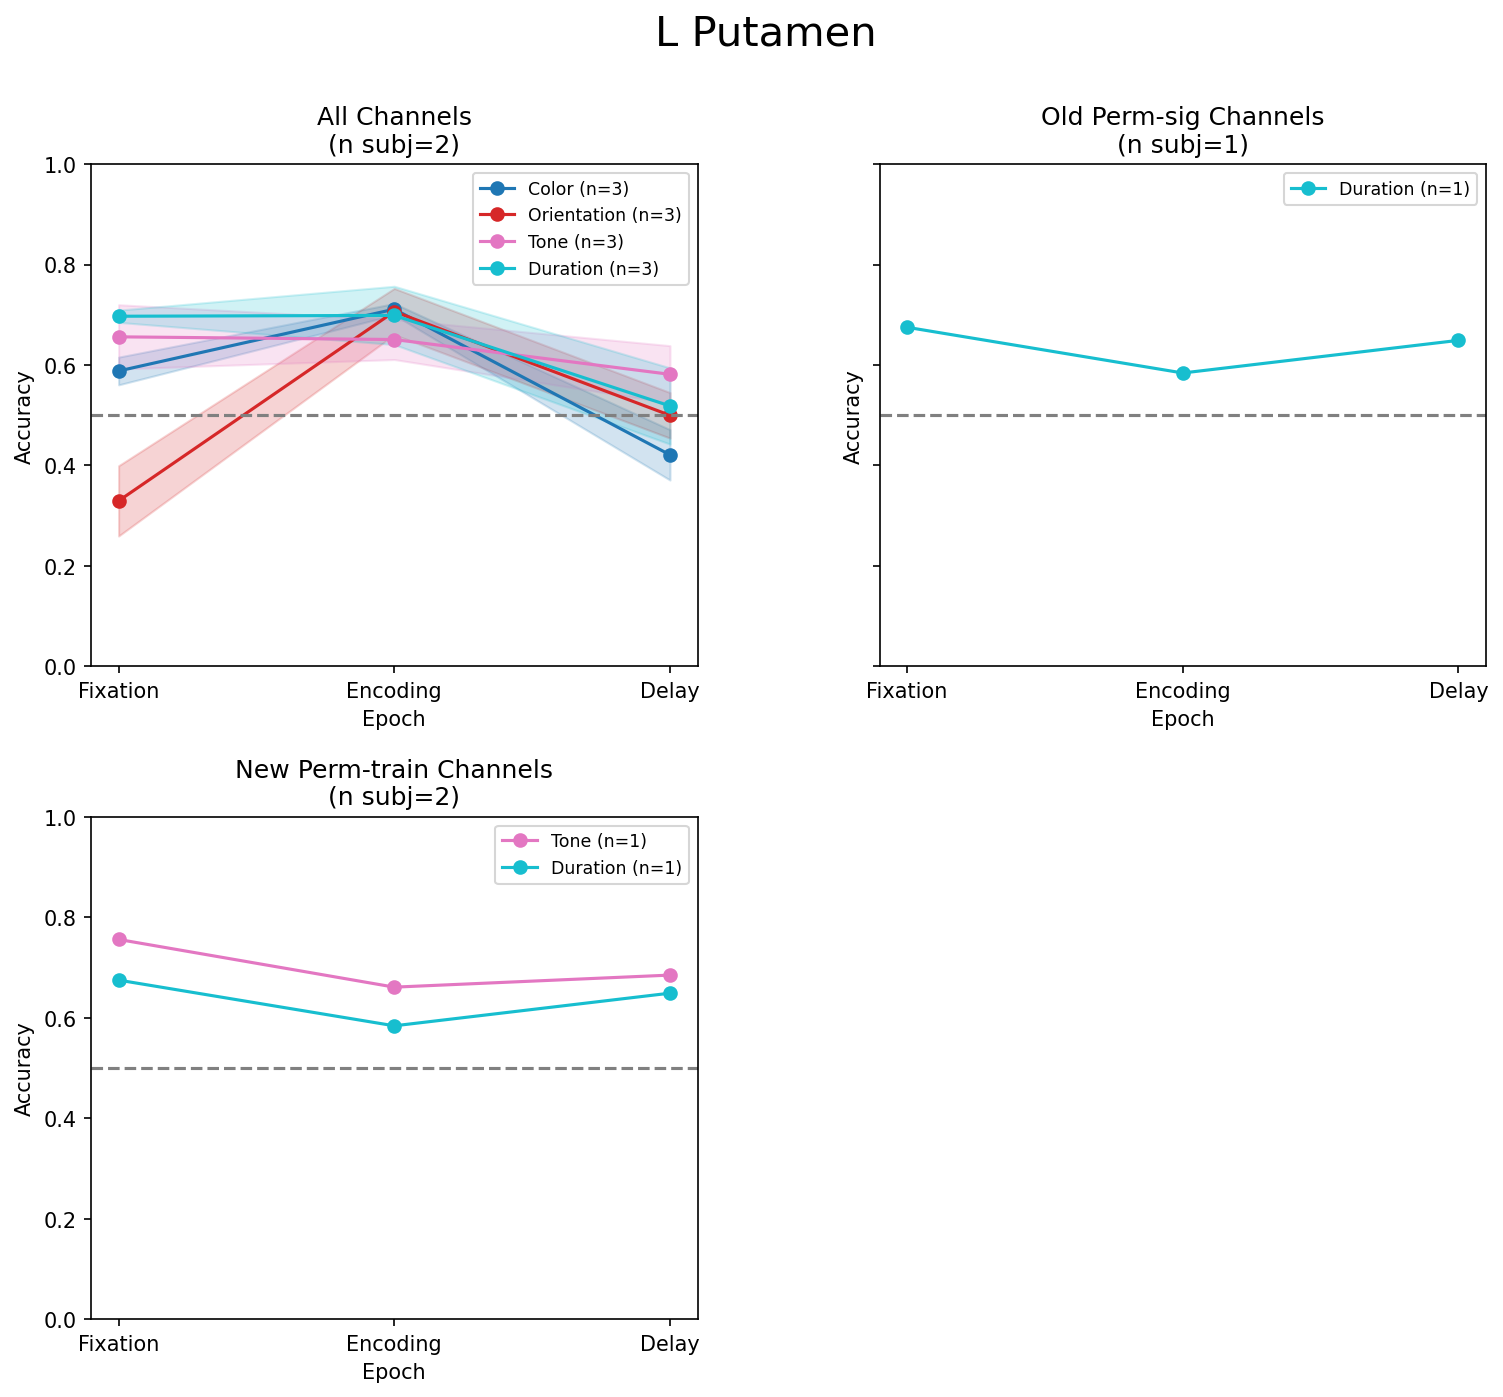 L Putamen
All Channels
(n subj=2)
1.0
0.8
0.6
0.4
0.2
0.0
Accuracy
Color (n=3)
Orientation (n=3)
Tone (n=3)
Duration (n=3)
Fixation Encoding Delay
Epoch
Old Perm-sig Channels
(n subj=1)
Accuracy
Duration (n=1)
Fixation Encoding Delay
Epoch
New Perm-train Channels
(n subj=2)
1.0
0.8
0.6
0.4
0.2
0.0
Accuracy
Tone (n=1)
Duration (n=1)
Fixation Encoding Delay
Epoch